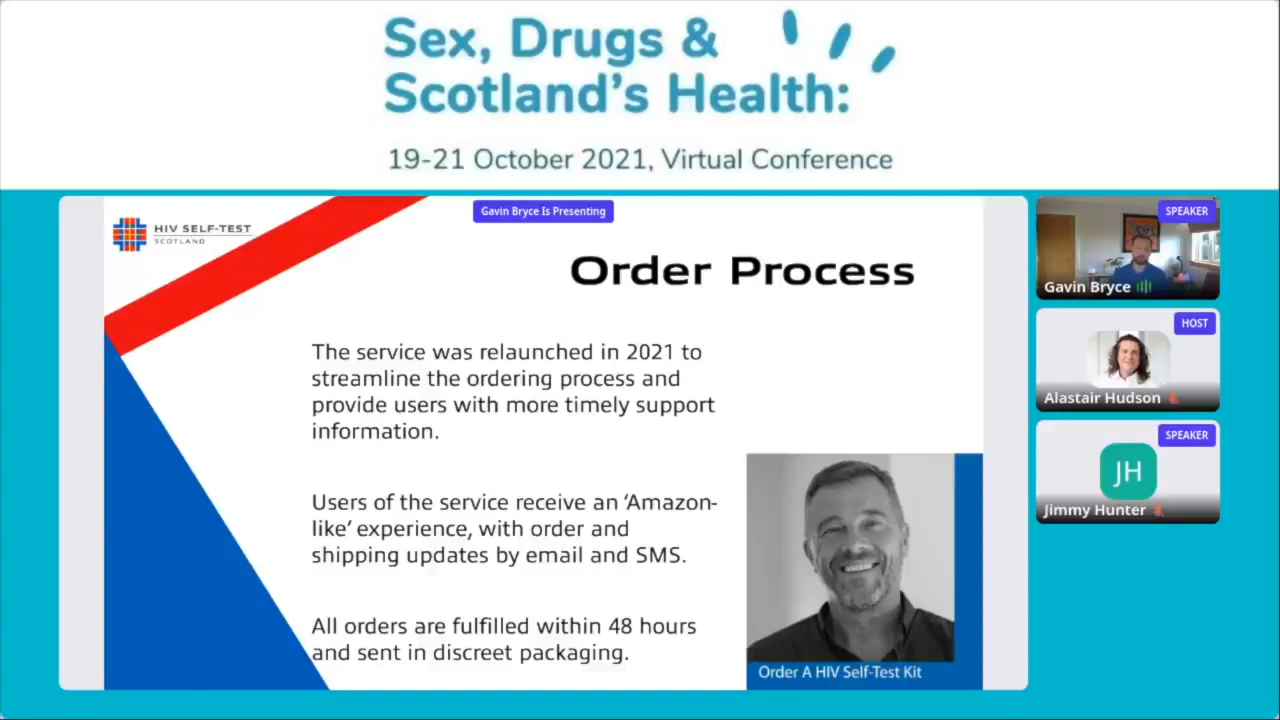 Sex, Drugs &
Scotland's Health:
19-21 October 2021, Virtual Conference
HIV SELF-TEST
SCOTLAND
Gavin Bryce Is Presenting
Order Process
The service was relaunched in 2021 to
streamline the ordering process and
provide users with more timely support
information.
Users of the service receive an 'Amazon-
like' experience, with order and
shipping updates by email and SMS.
All orders are fulfilled within 48 hours
and sent in discreet packaging.
Order A HIV Self-Test Kit
SPEAKER
Gavin Bryce
HOST
Alastair Hudson
SPEAKER
JH
Jimmy Hunter